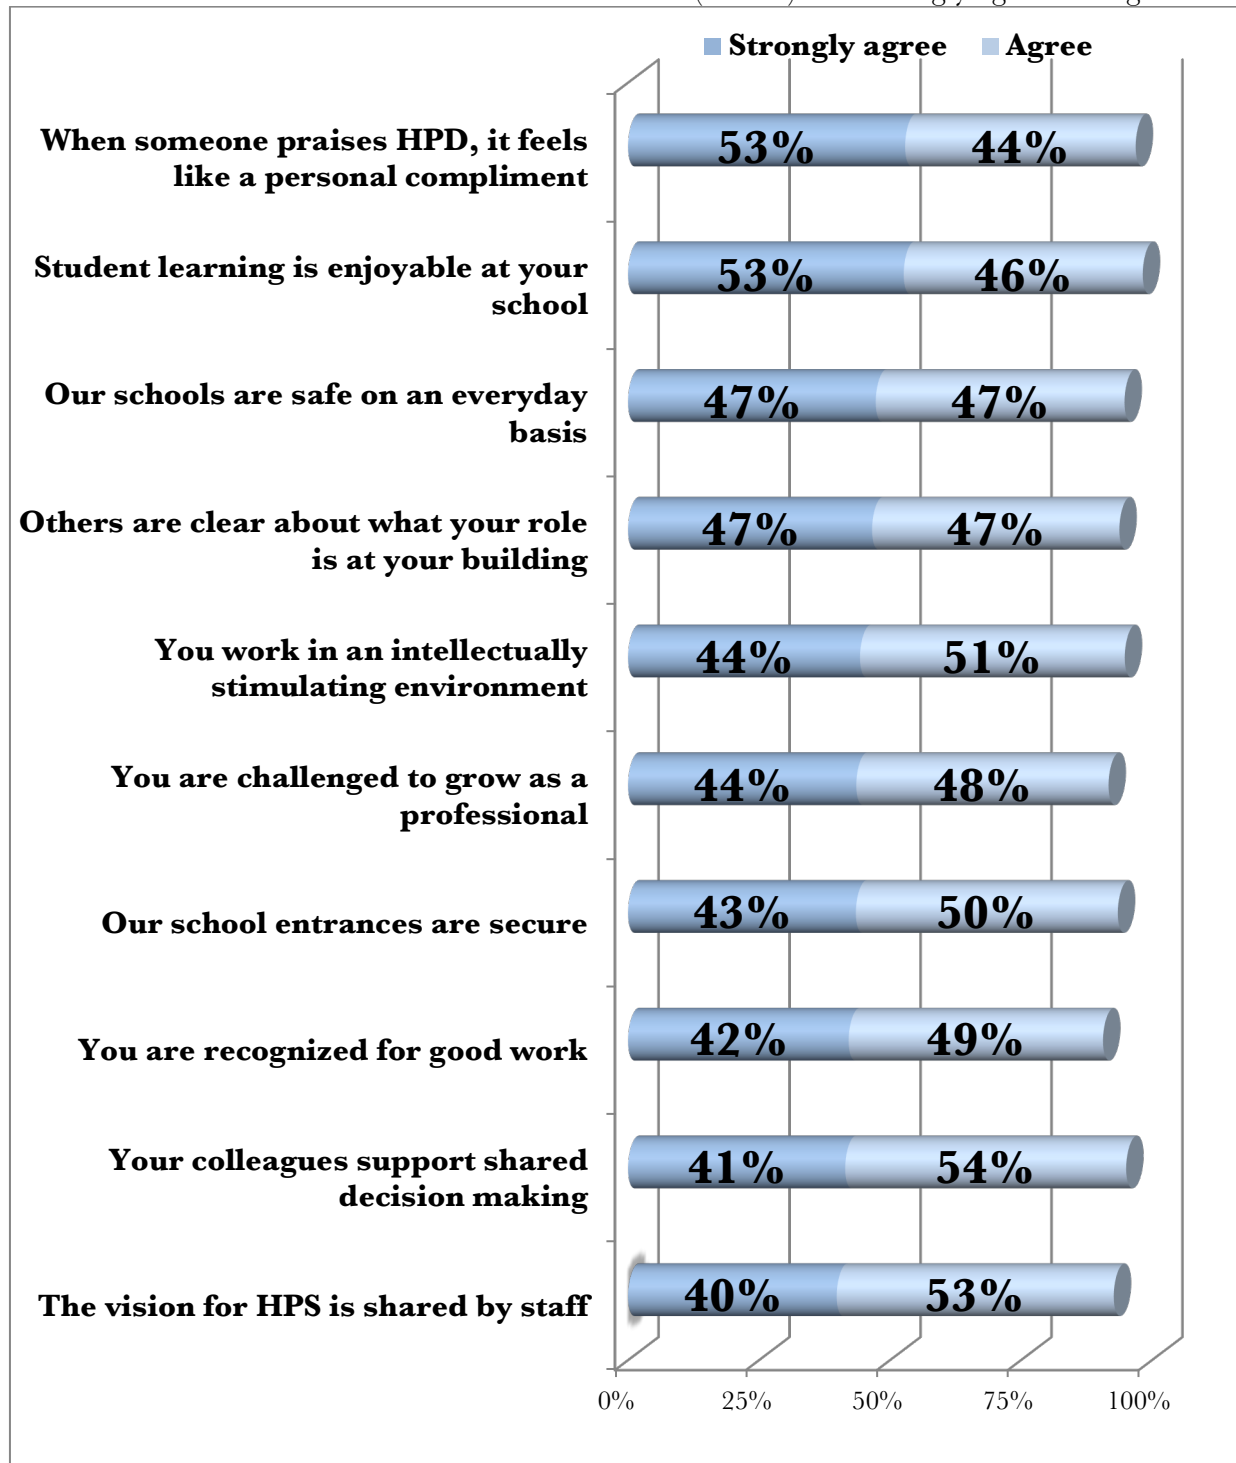 Strongly agree Agree
When someone praises HPD, it feels
like a personal compliment
53% 44%
Student learning is enjoyable at your
school
53% 46%
Our schools are safe on an everyday
basis
47% 47%
Others are clear about what your role
is at your building
47% 47%
You work in an intellectually
stimulating environment
44% 51%
You are challenged to grow as a
professional
44% 48%
Our school entrances are secure
43% 50%
You are recognized for good work
42% 49%
Your colleagues support shared
decision making
41% 54%
The vision for HPS is shared by staff
40% 53%
0% 25% 50% 75% 100%